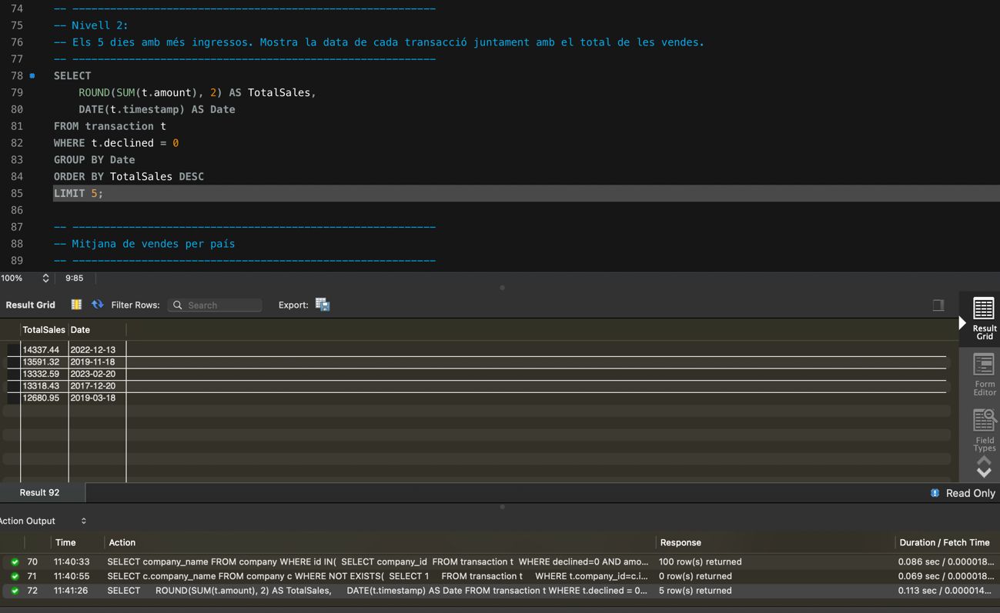 74 -- ----------------------------------------------------------
75 -- Nivell 2:
76 -- Els 5 dies amb més ingressos. Mostra la data de cada transacció juntament amb el total de les vendes.
77 -- ----------------------------------------------------------
78 SELECT
79 ROUND(SUM(t.amount), 2) AS TotalSales,
80 DATE(t.timestamp) AS Date
81 FROM transaction t
82 WHERE t.declined = 0
83 GROUP BY Date
84 ORDER BY TotalSales DESC
85 LIMIT 5;
86
87 -- ----------------------------------------------------------
88 -- Mitjana de vendes per país
89 -- ----------------------------------------------------------
100% 9:85
Result Grid Filter Rows: Search Export:
TotalSales Date
14337.44 2022-12-13
13591.32 2019-11-18
13332.59 2023-02-20
13318.43 2017-12-20
12680.95 2019-03-18
Result
Grid
Form
Editor
Field
Types
Result 92 Read Only
Action Output
Time Action Response Duration / Fetch Time
70 11:40:33 SELECT company_name FROM company WHERE id IN( SELECT company_id FROM transaction t WHERE declined=0 AND amo... 100 row(s) returned 0.086 sec / 0.000018...
71 11:40:55 SELECT c.company_name FROM company c WHERE NOT EXISTS( SELECT 1 FROM transaction t WHERE t.company_id=c.i... 0 row(s) returned 0.069 sec / 0.000018...
72 11:41:26 SELECT ROUND(SUM(t.amount), 2) AS TotalSales, DATE(t.timestamp) AS Date FROM transaction t WHERE t.declined = 0... 5 row(s) returned 0.113 sec / 0.000014...